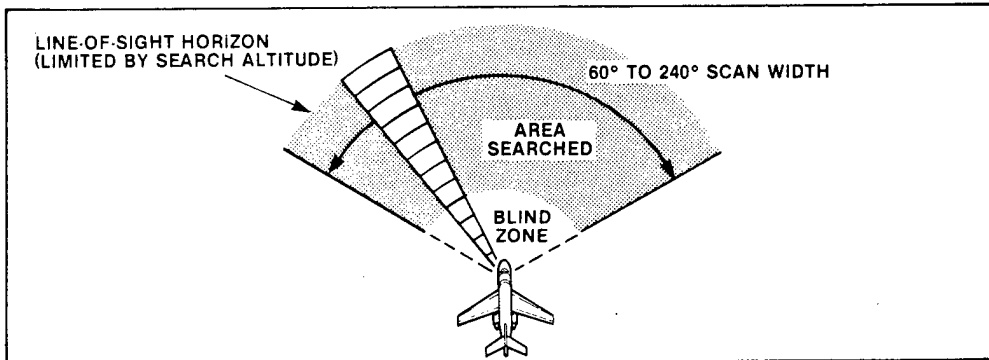 LINE-OF-SIGHT HORIZON
(LIMITED BY SEARCH ALTITUDE)
60° TO 240° SCAN WIDTH
AREA
SEARCHED
BLIND
ZONE